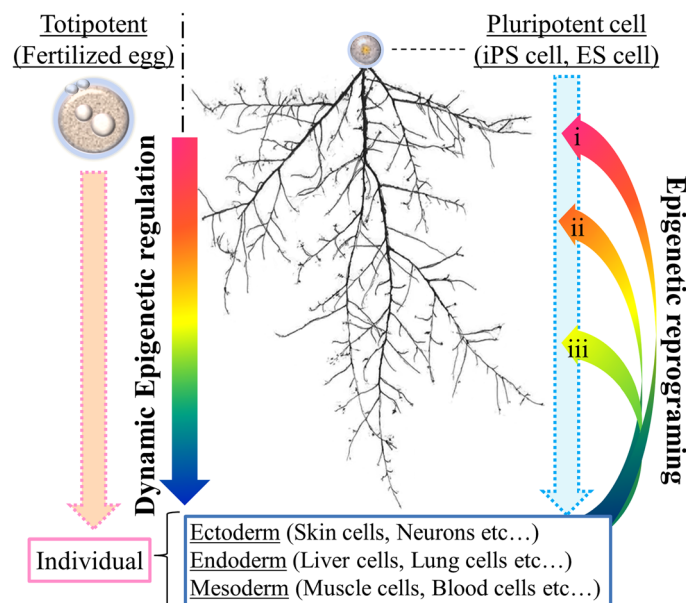 Totipotent
(Fertilized egg)
Pluripotent cell
(iPS cell, ES cell)
Dynamic Epigenetic regulation
i
ii
iii
Epigenetic reprograming
Individual
Ectoderm (Skin cells, Neurons etc…)
Endoderm (Liver cells, Lung cells etc…)
Mesoderm (Muscle cells, Blood cells etc…)